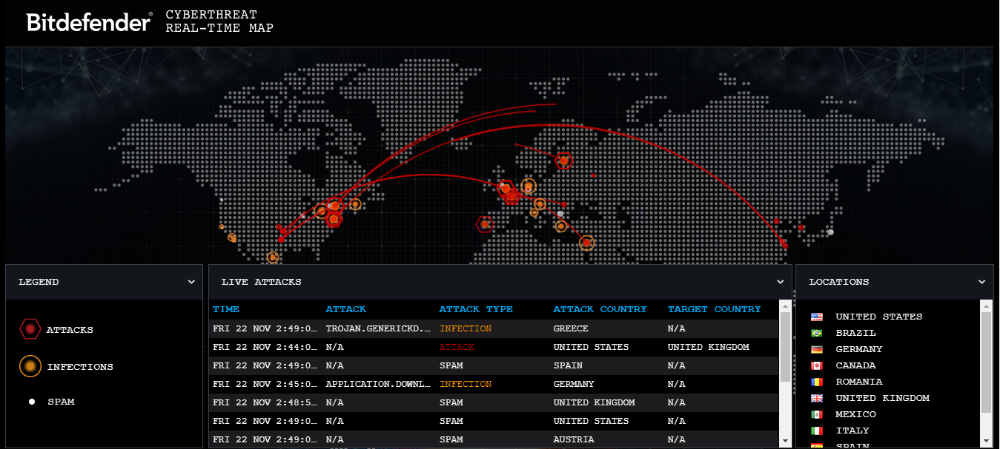 Bitdefender®
CYBERTHREAT
REAL-TIME MAP
LEGEND
ATTACKS
INFECTIONS
SPAM
LIVE ATTACKS
TIME ATTACK ATTACK TYPE ATTACK COUNTRY TARGET COUNTRY
FRI 22 NOV 2:49:0… TROJAN.GENERICKD.… INFECTION GREECE N/A
FRI 22 NOV 2:44:0… N/A ATTACK UNITED STATES UNITED KINGDOM
FRI 22 NOV 2:49:0… N/A SPAM SPAIN N/A
FRI 22 NOV 2:45:0… APPLICATION.DOWNL… INFECTION GERMANY N/A
FRI 22 NOV 2:48:5… N/A SPAM UNITED KINGDOM N/A
FRI 22 NOV 2:49:0… N/A SPAM UNITED STATES N/A
FRI 22 NOV 2:49:0… N/A SPAM AUSTRIA N/A
LOCATIONS
UNITED STATES
BRAZIL
GERMANY
CANADA
ROMANIA
UNITED KINGDOM
MEXICO
ITALY
SPAIN